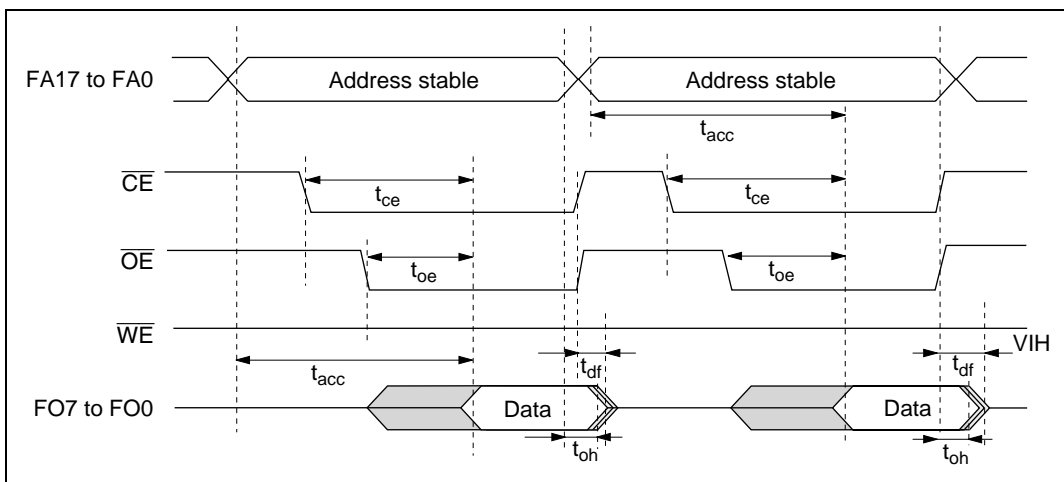 FA17 to FA0
Address stable
Address stable
tacc
CE
tce
tce
OE
toe
toe
WE
VIH
tacc
tdf
tdf
FO7 to FO0
Data
Data
toh
toh